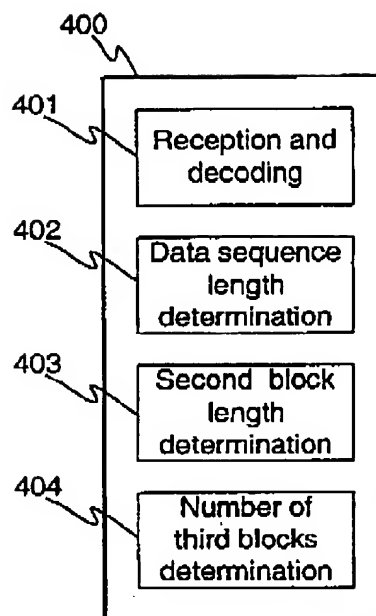 400
401
Reception and
decoding
402
Data sequence
length
determination
403
Second block
length
determination
404
Number of
third blocks
determination